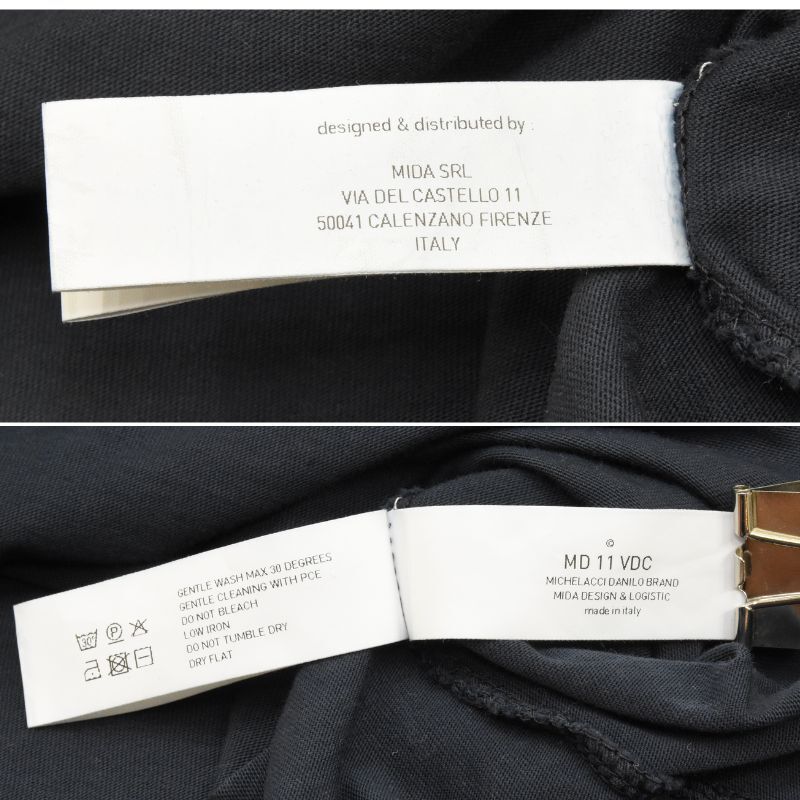 designed & distributed by :
MIDA SRL
VIA DEL CASTELLO 11
50041 CALENZANO FIRENZE
ITALY
GENTLE WASH MAX 30 DEGREES
GENTLE CLEANING WITH PCE
DO NOT BLEACH
LOW IRON
DO NOT TUMBLE DRY
DRY FLAT
30°
P
©
MD 11 VDC
MICHELACCI DANILO BRAND
MIDA DESIGN & LOGISTIC
made in italy